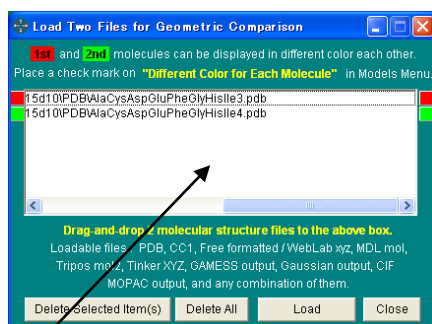 Load Two Files for Geometric Comparison
1st and 2nd molecules can be displayed in different color each other.
Place a check mark on "Different Color for Each Molecule" in Models Menu.
15d10\PDB\AlaCysAspGluPheGlyHisIle3.pdb
15d10\PDB\AlaCysAspGluPheGlyHisIle4.pdb
Drag-and-drop 2 molecular structure files to the above box.
Loadable files : PDB, CC1, Free formatted / WebLab xyz, MDL mol,
Tripos mol2, Tinker XYZ, GAMESS output, Gaussian output, CIF
MOPAC output, and any combination of them.
Delete Selected Item(s) Delete All Load Close